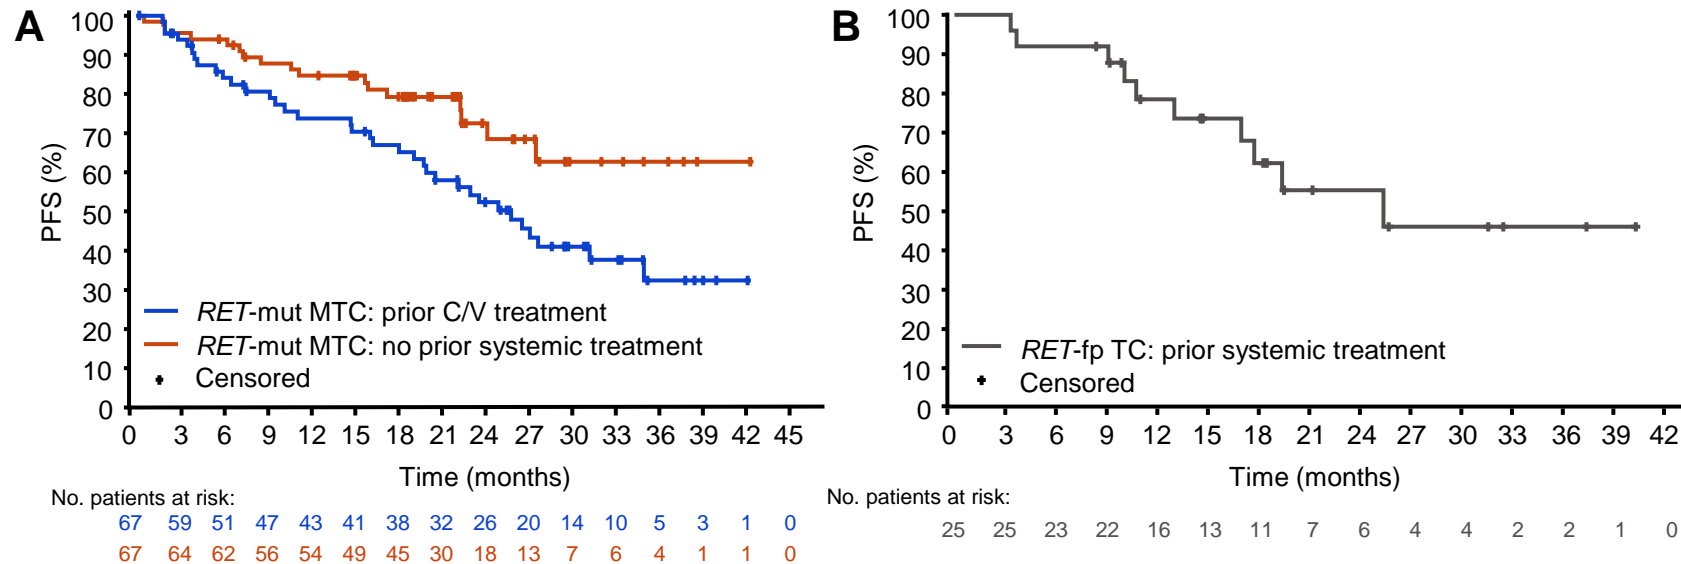 A
100
90
80
70
60
50
40
30
20
10
0
PFS (%)
RET-mut MTC: prior C/V treatment
RET-mut MTC: no prior systemic treatment
Censored
0 3 6 9 12 15 18 21 24 27 30 33 36 39 42 45
Time (months)
No. patients at risk:
67 59 51 47 43 41 38 32 26 20 14 10 5 3 1 0
67 64 62 56 54 49 45 30 18 13 7 6 4 1 1 0
B
100
90
80
70
60
50
40
30
20
10
0
PFS (%)
RET-fp TC: prior systemic treatment
Censored
0 3 6 9 12 15 18 21 24 27 30 33 36 39 42
Time (months)
No. patients at risk:
25 25 23 22 16 13 11 7 6 4 4 2 2 1 0